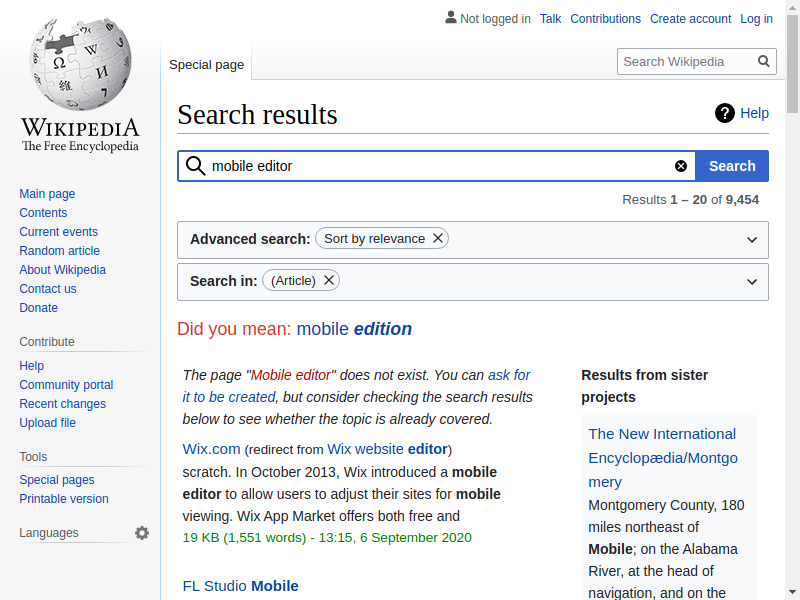 Not logged in Talk Contributions Create account Log in
Special page
Search Wikipedia
WIKIPEDIA
The Free Encyclopedia
Main page
Contents
Current events
Random article
About Wikipedia
Contact us
Donate
Contribute
Help
Community portal
Recent changes
Upload file
Tools
Special pages
Printable version
Languages
Search results
Help
mobile editor
Search
Results 1 – 20 of 9,454
Advanced search: Sort by relevance
Search in: (Article)
Did you mean: mobile edition
The page "Mobile editor" does not exist. You can ask for
it to be created, but consider checking the search results
below to see whether the topic is already covered.
Wix.com (redirect from Wix website editor)
scratch. In October 2013, Wix introduced a mobile
editor to allow users to adjust their sites for mobile
viewing. Wix App Market offers both free and
19 KB (1,551 words) - 13:15, 6 September 2020
FL Studio Mobile
Results from sister
projects
The New International
Encyclopædia/Montgo
mery
Montgomery County, 180
miles northeast of
Mobile; on the Alabama
River, at the head of
navigation, and on the